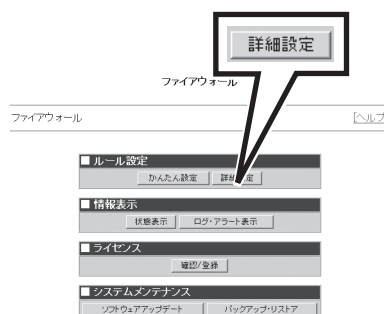 詳細設定
ファイアウォール
ファイアウォール [ヘルプ
■ ルール設定
かんたん設定 詳細設定
■ 情報表示
状態表示 ログ・アラート表示
■ ライセンス
確認/登録
■ システムメンテナンス
ソフトウェアアップデート バックアップ・リストア